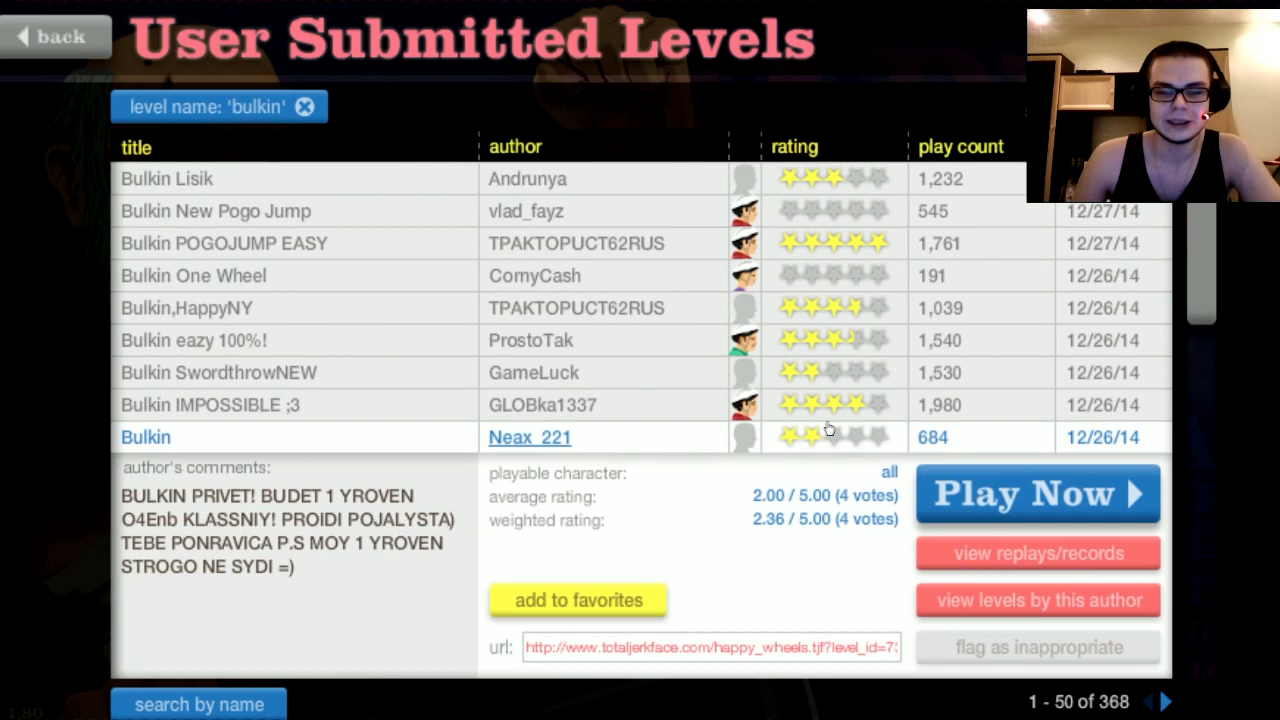 back
User Submitted Levels
level name: 'bulkin'
title author rating play count
Bulkin Lisik Andrunya 1,232
Bulkin New Pogo Jump vlad_fayz 545 12/27/14
Bulkin POGOJUMP EASY TPAKTOPUCT62RUS 1,761 12/27/14
Bulkin One Wheel CornyCash 191 12/26/14
Bulkin,HappyNY TPAKTOPUCT62RUS 1,039 12/26/14
Bulkin eazy 100%! ProstoTak 1,540 12/26/14
Bulkin SwordthrowNEW GameLuck 1,530 12/26/14
Bulkin IMPOSSIBLE ;3 GLOBka1337 1,980 12/26/14
Bulkin Neax_221 684 12/26/14
author's comments:
BULKIN PRIVET! BUDET 1 YROVEN
O4Enb KLASSNIY! PROIDI POJALYSTA)
TEBE PONRAVICA P.S MOY 1 YROVEN
STROGO NE SYDI =)
playable character: all
average rating: 2.00 / 5.00 (4 votes)
weighted rating: 2.36 / 5.00 (4 votes)
add to favorites
url: http://www.totaljerkface.com/happy_wheels.tjf?level_id=7
Play Now
view replays/records
view levels by this author
flag as inappropriate
search by name
1 - 50 of 368
1.80